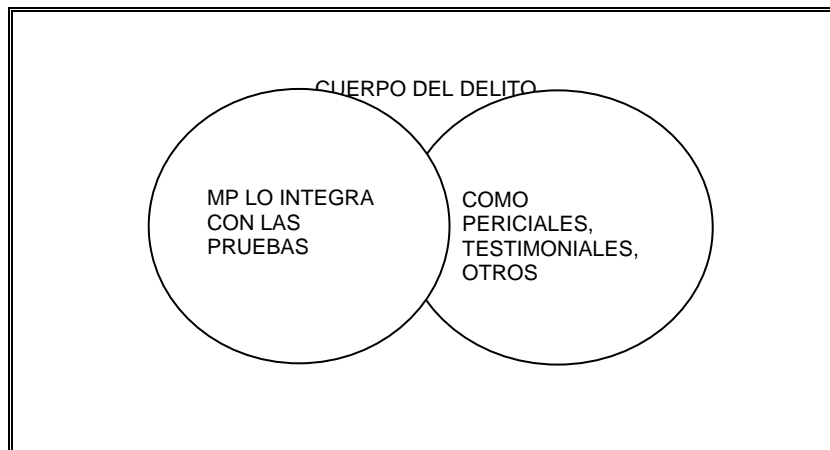 CUERPO DEL DELITO
MP LO INTEGRA
CON LAS
PRUEBAS
COMO
PERICIALES,
TESTIMONIALES,
OTROS